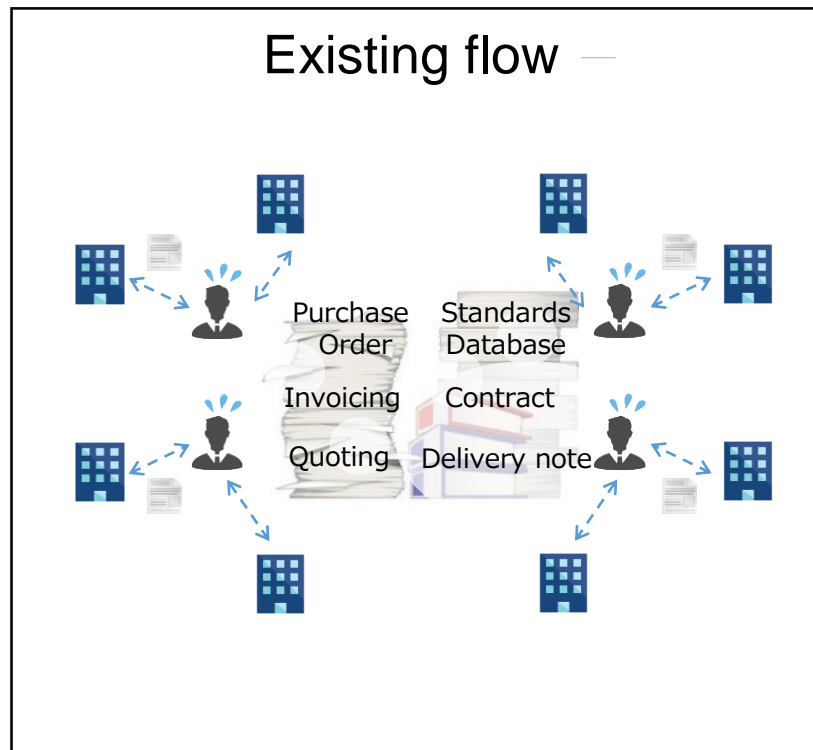 Existing flow
Purchase
Order
Standards
Database
Invoicing
Contract
Quoting
Delivery note